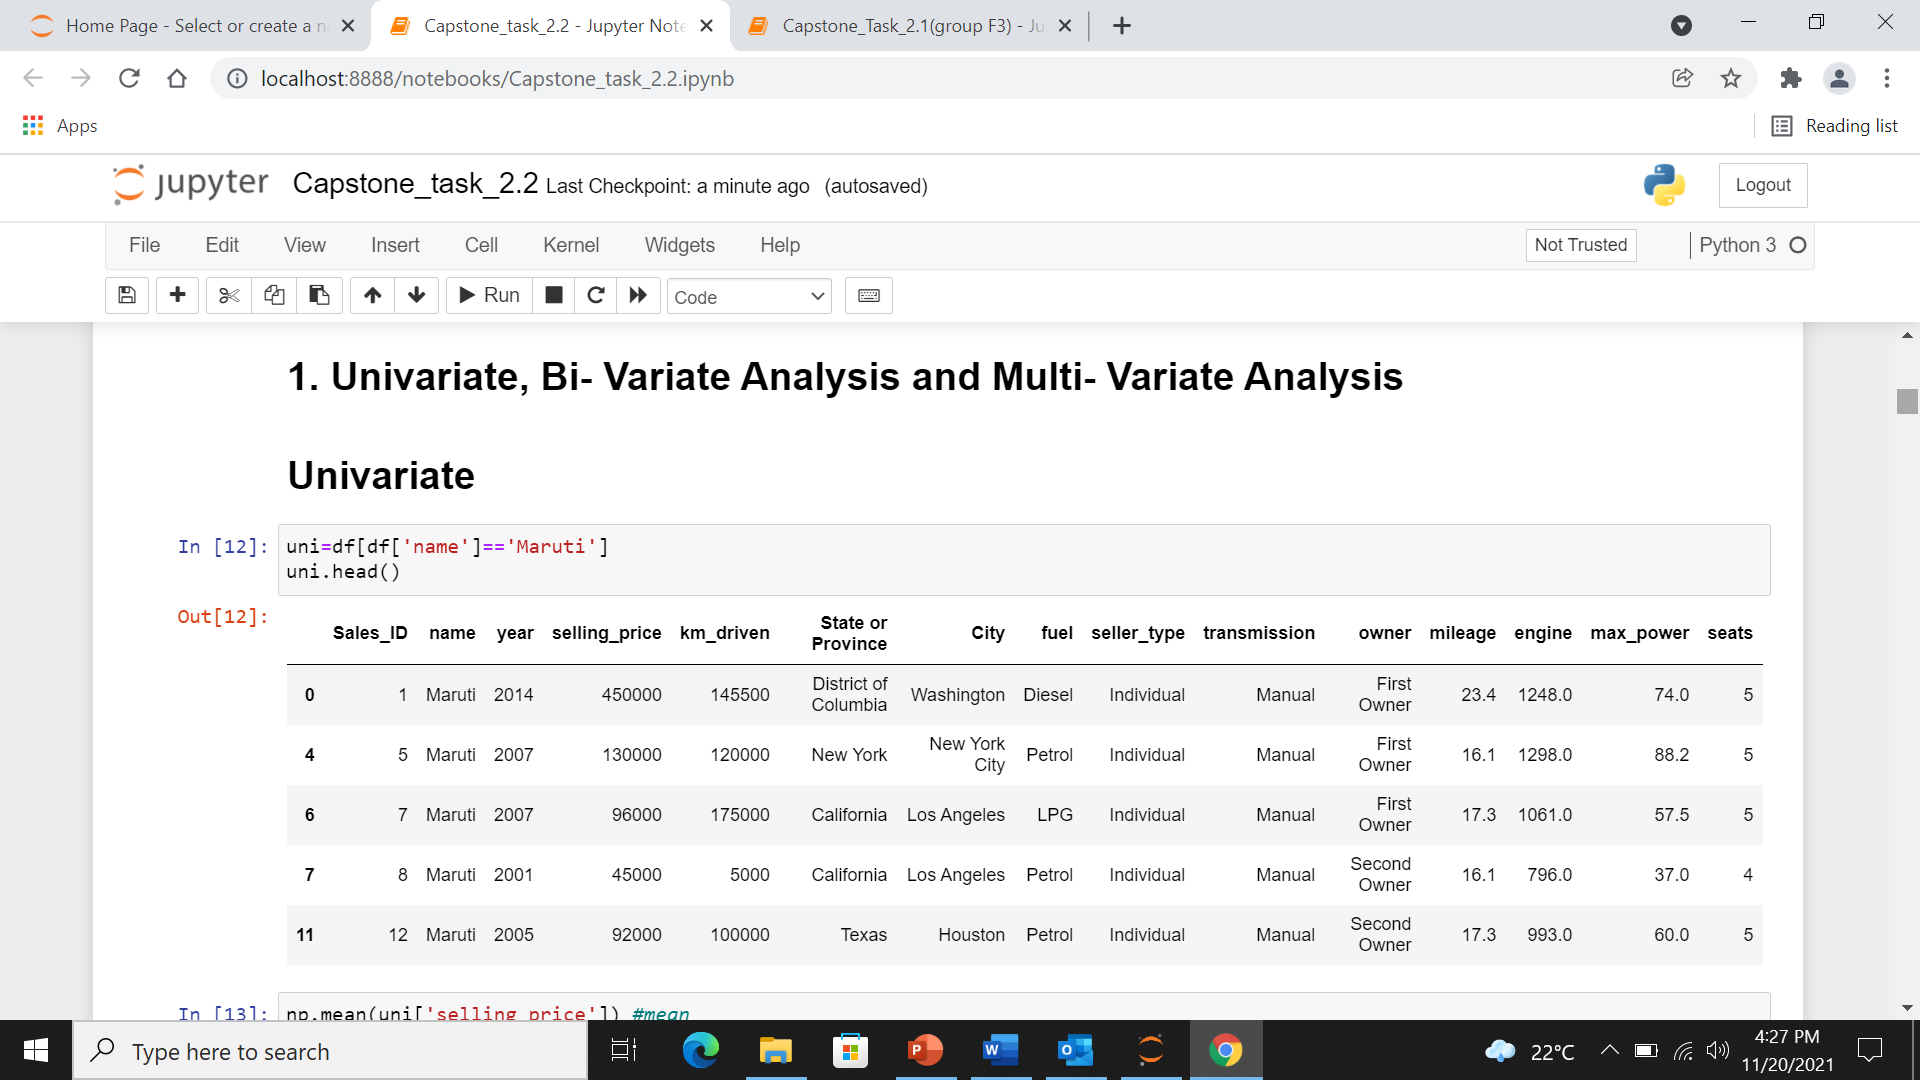 Home Page - Select or create a n
Capstone_task_2.2 - Jupyter Note
Capstone_Task_2.1(group F3) - Ju
localhost:8888/notebooks/Capstone_task_2.2.ipynb
Apps
Reading list
jupyter Capstone_task_2.2 Last Checkpoint: a minute ago (autosaved)
Logout
File Edit View Insert Cell Kernel Widgets Help
Not Trusted
Python 3
Run
Code
1. Univariate, Bi- Variate Analysis and Multi- Variate Analysis
Univariate
In [12]: uni=df[df['name']=='Maruti']
uni.head()
Out[12]:
Sales_ID name year selling_price km_driven State or Province City fuel seller_type transmission owner mileage engine max_power seats
0 1 Maruti 2014 450000 145500 District of Columbia Washington Diesel Individual Manual First Owner 23.4 1248.0 74.0 5
4 5 Maruti 2007 130000 120000 New York New York City Petrol Individual Manual First Owner 16.1 1298.0 88.2 5
6 7 Maruti 2007 96000 175000 California Los Angeles LPG Individual Manual First Owner 17.3 1061.0 57.5 5
7 8 Maruti 2001 45000 5000 California Los Angeles Petrol Individual Manual Second Owner 16.1 796.0 37.0 4
11 12 Maruti 2005 92000 100000 Texas Houston Petrol Individual Manual Second Owner 17.3 993.0 60.0 5
In [13]: np.mean(uni['selling_price']) #mean
Type here to search
22°C
4:27 PM
11/20/2021